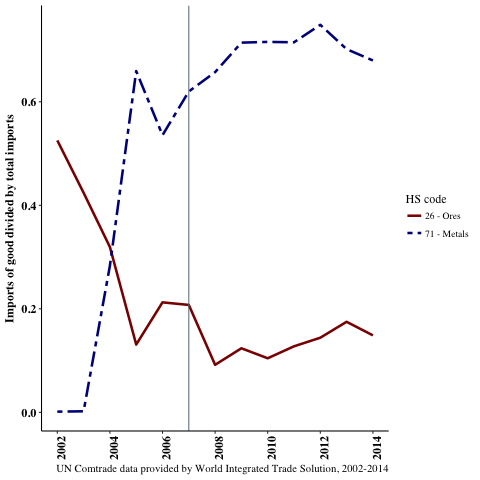 Imports of good divided by total imports
0.6
0.4
0.2
0.0
2002
2004
2006
2008
2010
2012
2014
UN Comtrade data provided by World Integrated Trade Solution, 2002-2014
HS code
26 - Ores
71 - Metals